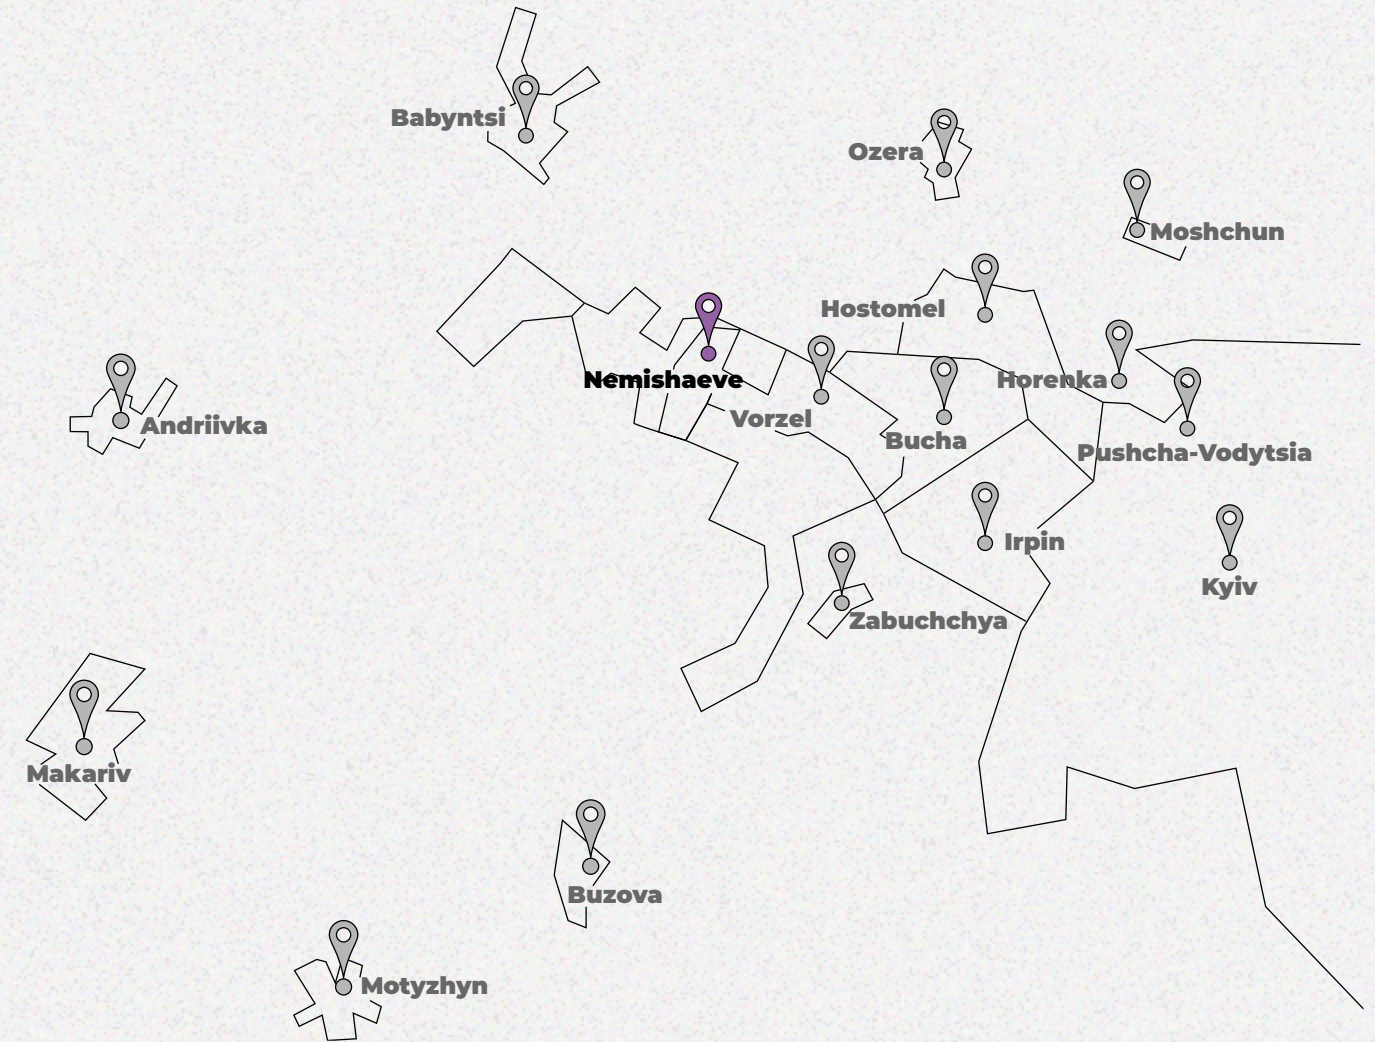 Babyntsi
Ozera
Moshchun
Hostomel
Nemishaeve
Horenka
Vorzel
Andriivka
Bucha
Pushcha-Vodytsia
Irpin
Kyiv
Zabuchchya
Makariv
Buzova
Motyzhyn